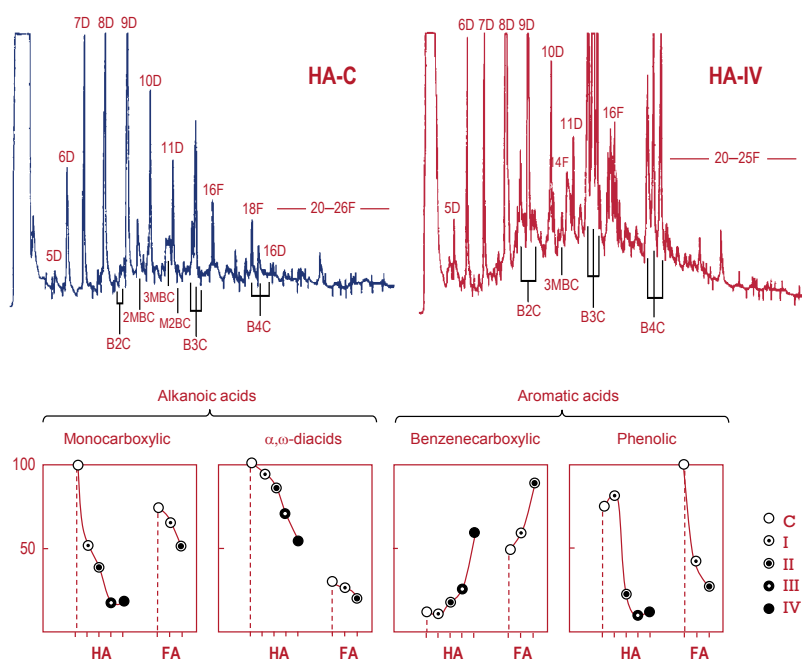 7D 8D 9D
10D
HA-C
6D
11D
16F
18F
20–26F
5D
16D
3MBC
2MBC
M2BC
B2C
B3C
B4C
6D 7D 8D 9D
10D
HA-IV
11D
16F
14F
20–25F
5D
3MBC
B2C
B3C
B4C
Alkanoic acids
Aromatic acids
Monocarboxylic
α,ω-diacids
Benzenecarboxylic
Phenolic
100
50
C
I
II
III
IV
HA FA
HA FA
HA FA
HA FA